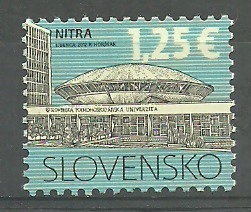 NITRA
1.25 €
SLOVENSKÁ POĽNOHOSPODÁRSKA UNIVERZITA
SLOVENSKO